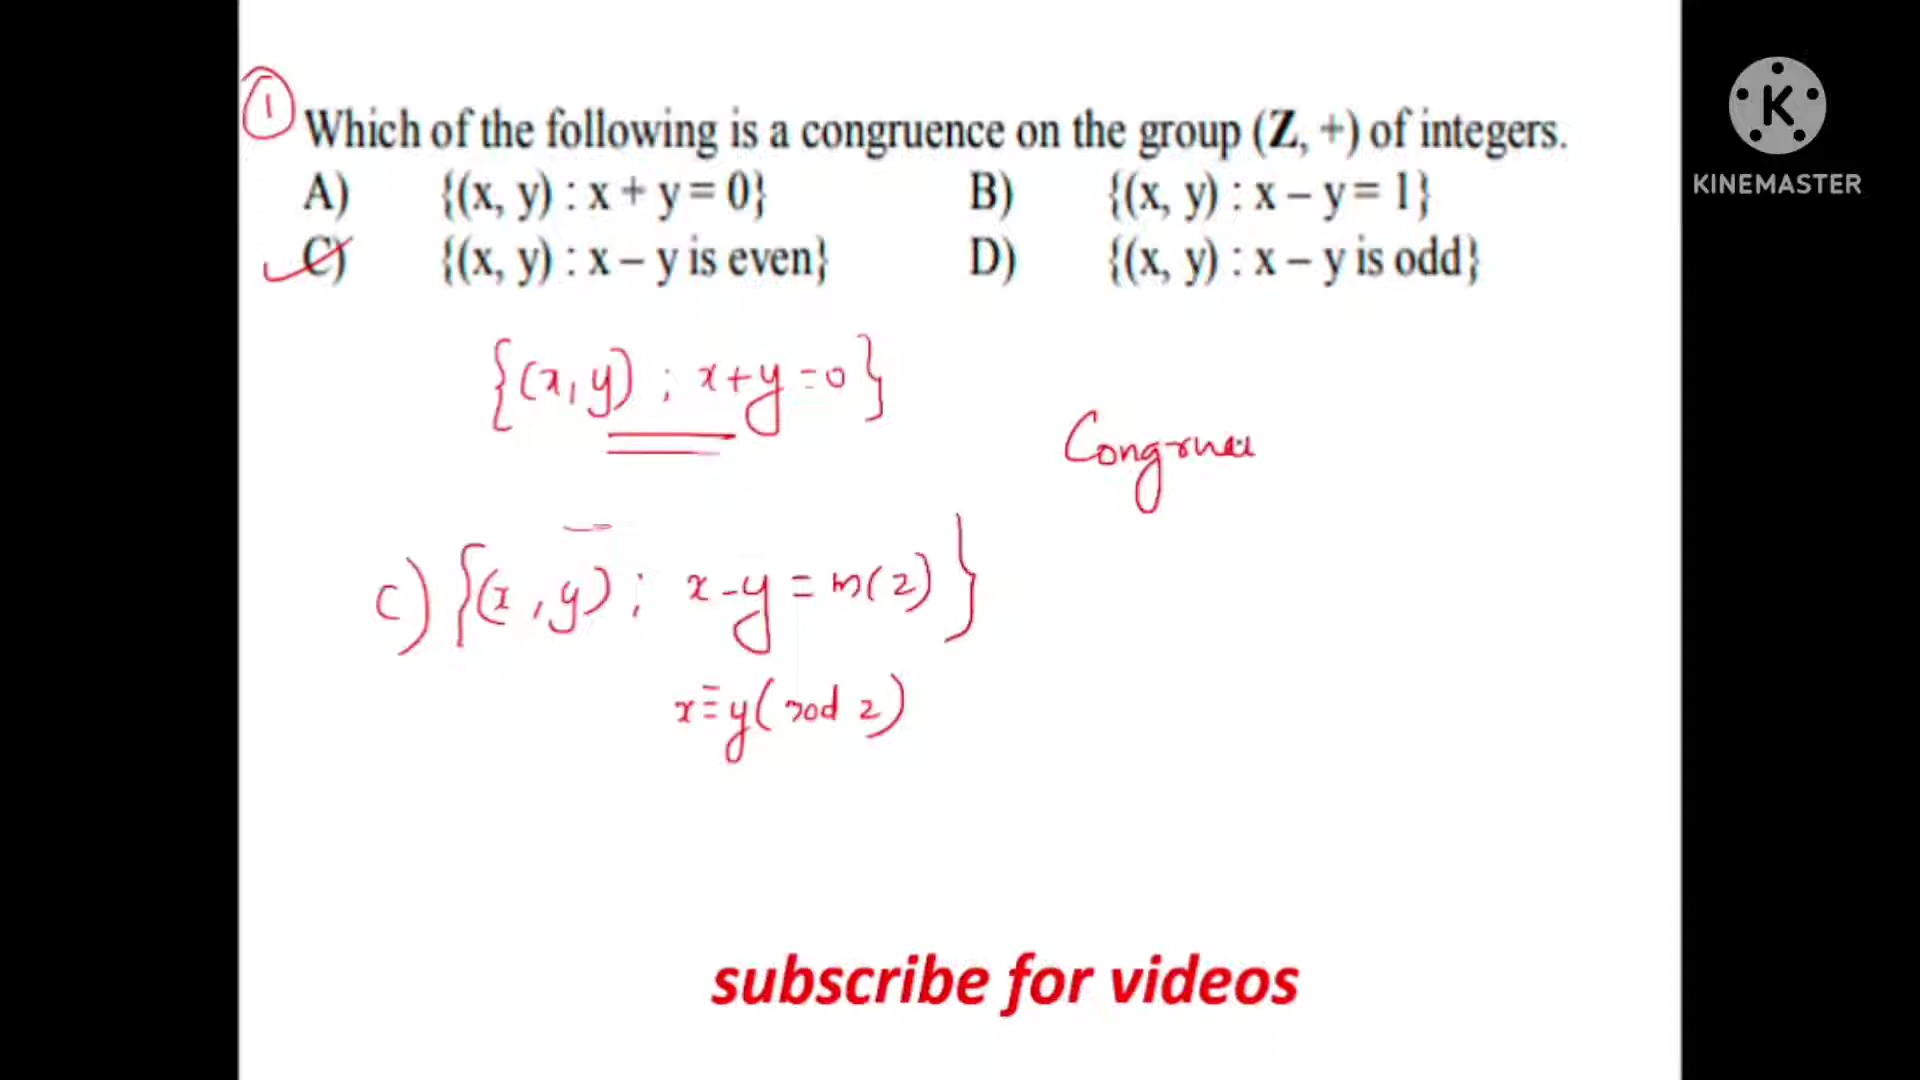 1
Which of the following is a congruence on the group (Z, +) of integers.
A) {(x, y) : x + y = 0} B) {(x, y) : x – y = 1}
C) {(x, y) : x – y is even} D) {(x, y) : x – y is odd}
{(x, y) ; x+y=0}
C) {(x, y) ; x-y = m(2)}
x≡y(mod 2)
subscribe for videos
K
KINEMASTER